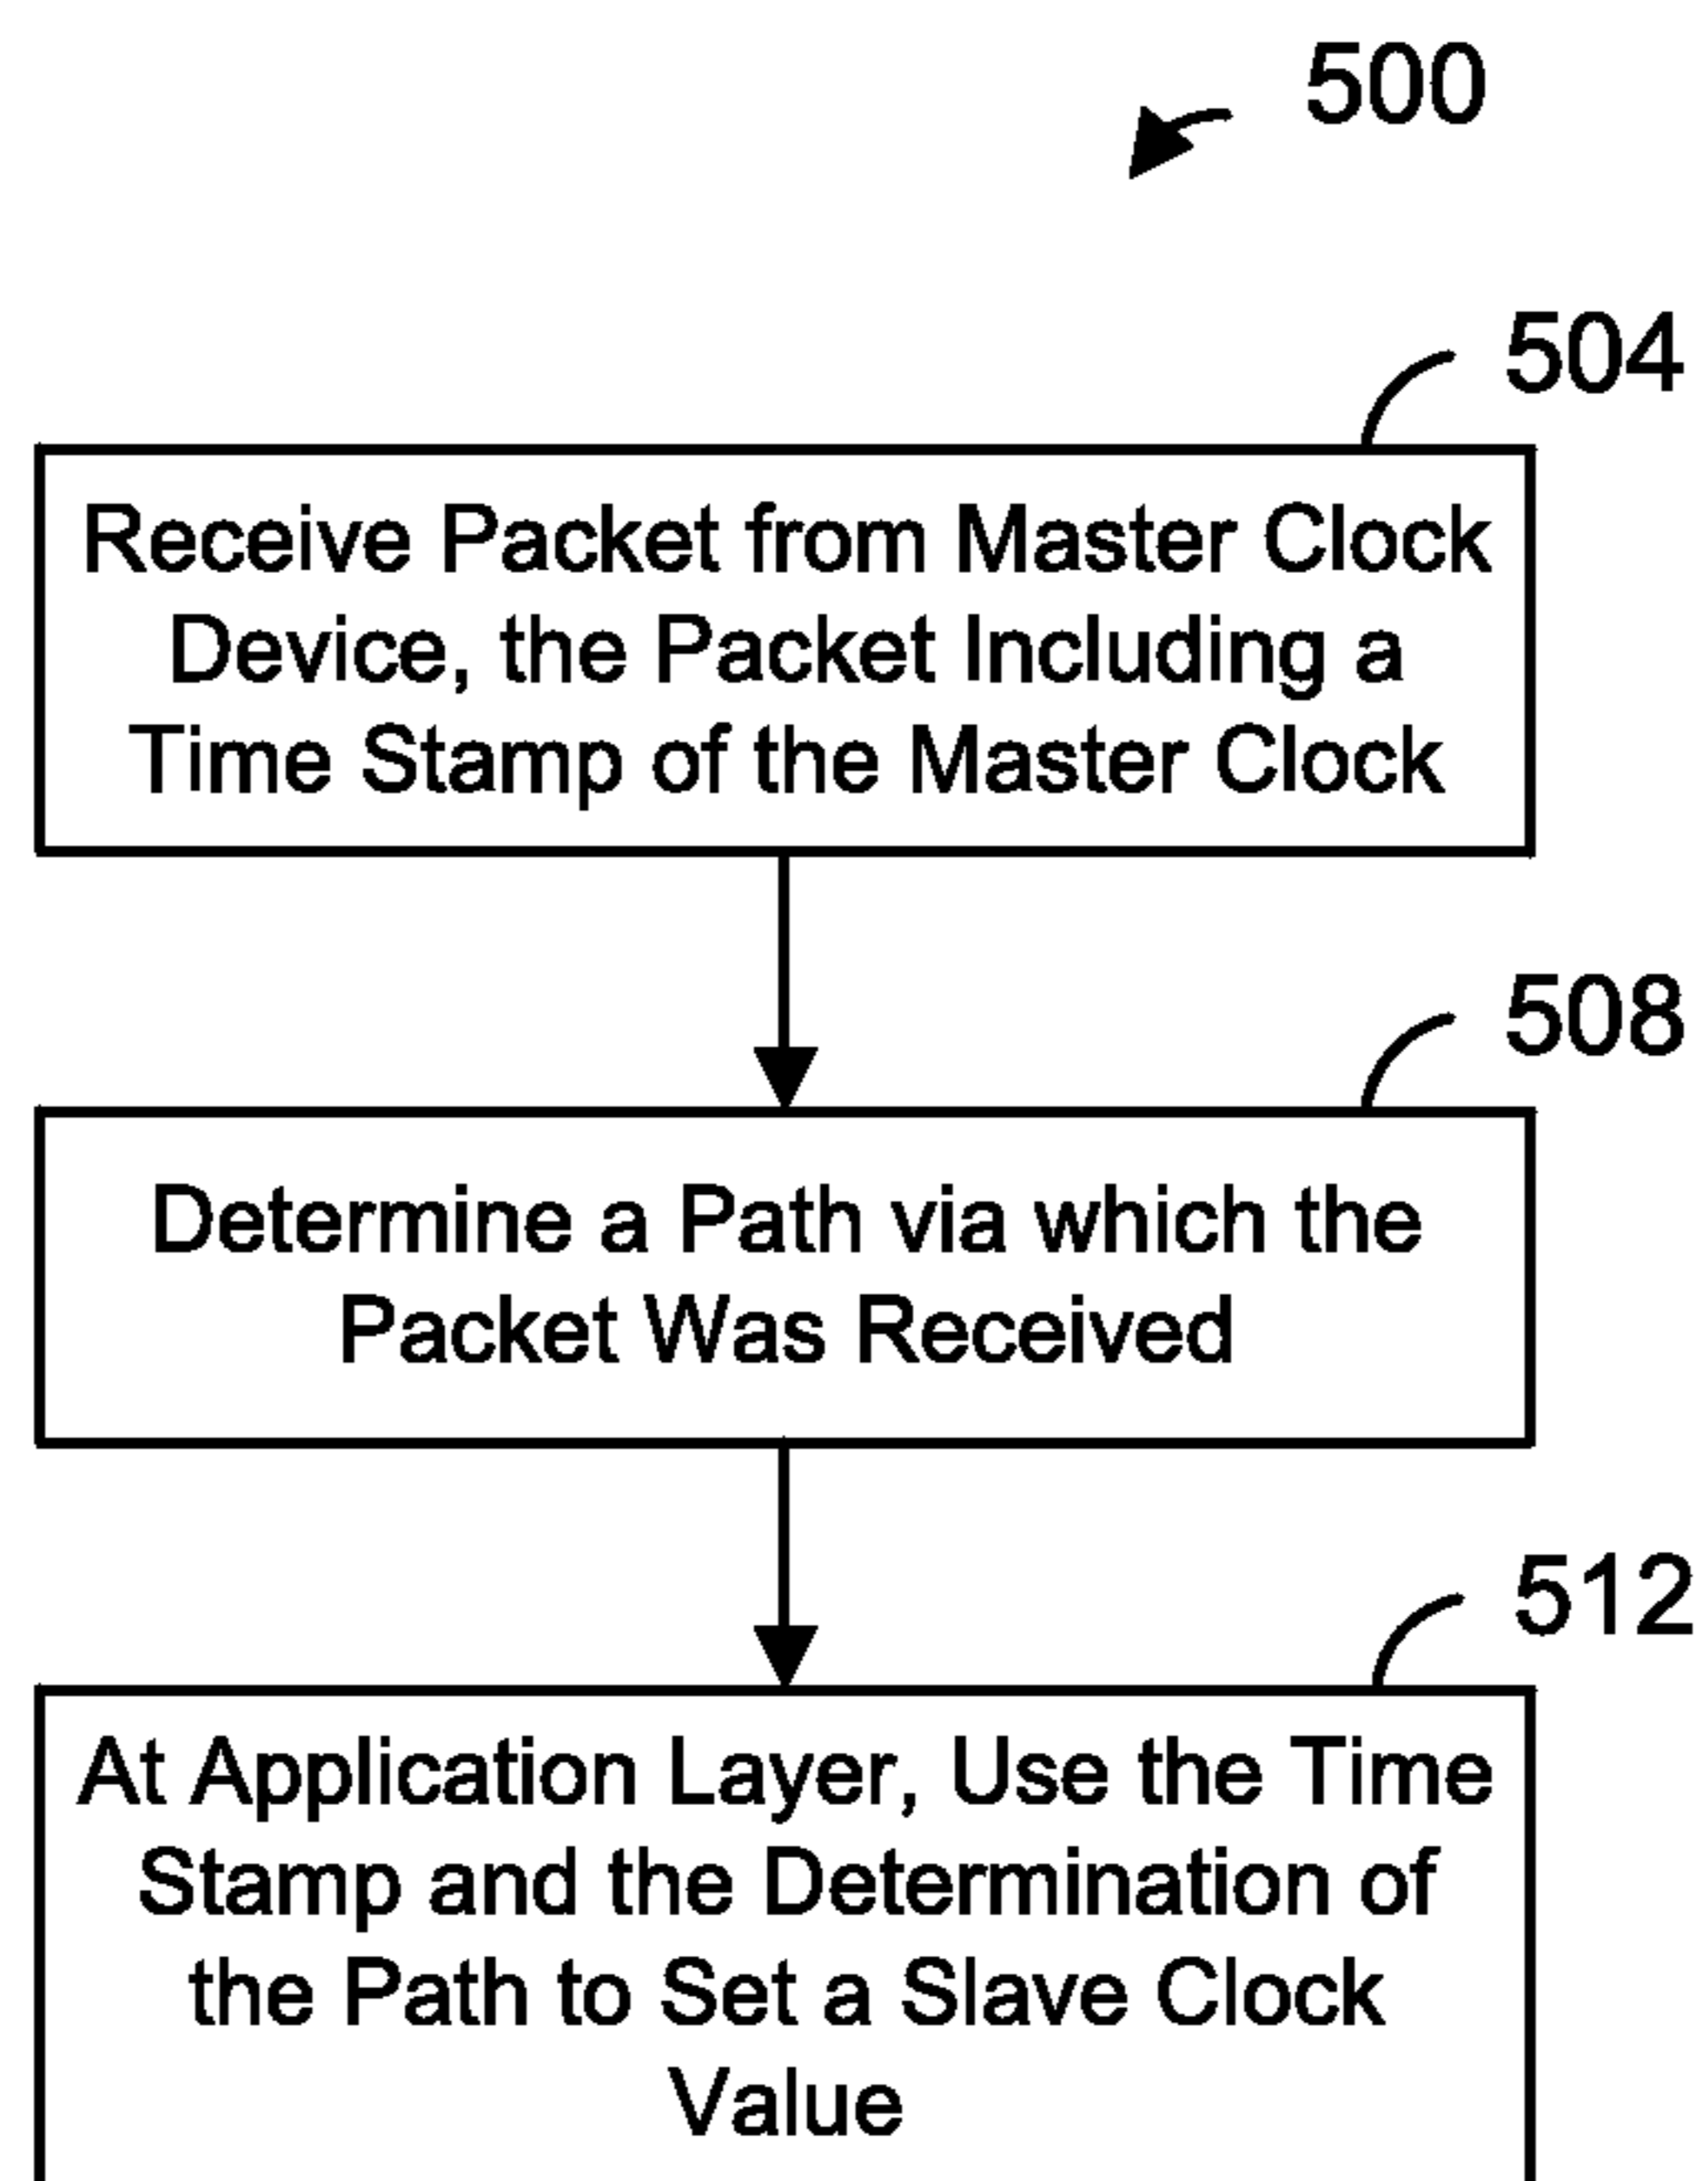 500
504
Receive Packet from Master Clock
Device, the Packet Including a
Time Stamp of the Master Clock
508
Determine a Path via which the
Packet Was Received
512
At Application Layer, Use the Time
Stamp and the Determination of
the Path to Set a Slave Clock
Value